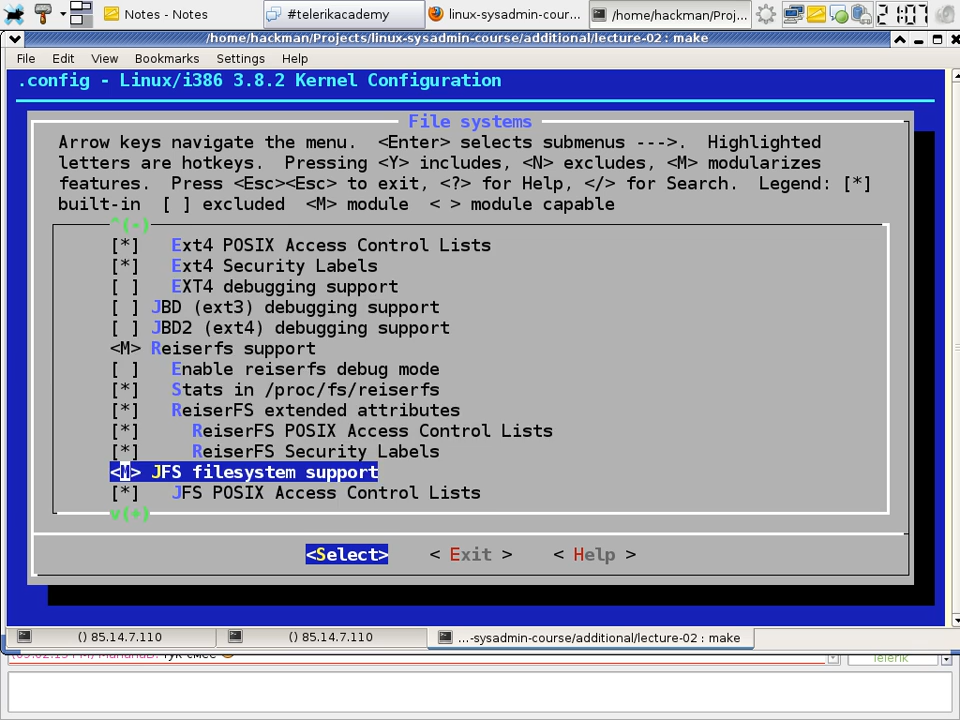 Notes - Notes
#telerikacademy
linux-sysadmin-cour...
/home/hackman/Proj...
21:07
/home/hackman/Projects/linux-sysadmin-course/additional/lecture-02 : make
File Edit View Bookmarks Settings Help
.config - Linux/i386 3.8.2 Kernel Configuration
File systems
Arrow keys navigate the menu.  <Enter> selects submenus --->.  Highlighted
letters are hotkeys.  Pressing <Y> includes, <N> excludes, <M> modularizes
features.  Press <Esc><Esc> to exit, <?> for Help, </> for Search.  Legend: [*]
built-in  [ ] excluded  <M> module  < > module capable
^(-)
[*]   Ext4 POSIX Access Control Lists
[*]   Ext4 Security Labels
[ ]   EXT4 debugging support
[ ] JBD (ext3) debugging support
[ ] JBD2 (ext4) debugging support
<M> Reiserfs support
[ ]   Enable reiserfs debug mode
[*]   Stats in /proc/fs/reiserfs
[*]   ReiserFS extended attributes
[*]     ReiserFS POSIX Access Control Lists
[*]     ReiserFS Security Labels
<M> JFS filesystem support
[*]   JFS POSIX Access Control Lists
v(+)
<Select>    < Exit >    < Help >
() 85.14.7.110
() 85.14.7.110
...-sysadmin-course/additional/lecture-02 : make
Telerik